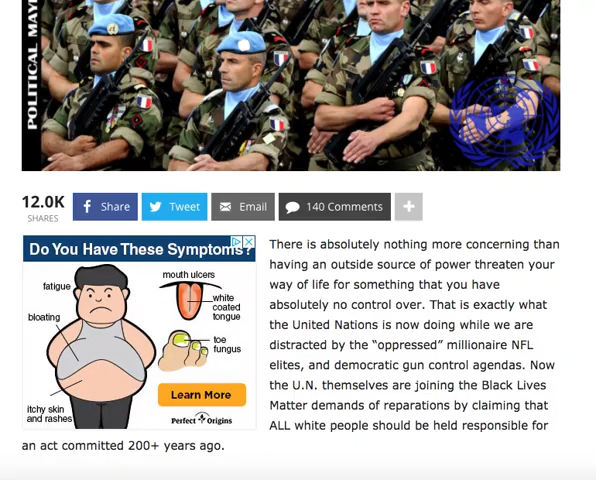 POLITICAL MAY
12.0K
SHARES
Share
Tweet
Email
140 Comments
+
Do You Have These Symptoms?
fatigue
bloating
itchy skin
and rashes
mouth ulcers
white
coated
tongue
toe
fungus
Learn More
Perfect Origins
There is absolutely nothing more concerning than
having an outside source of power threaten your
way of life for something that you have
absolutely no control over. That is exactly what
the United Nations is now doing while we are
distracted by the “oppressed” millionaire NFL
elites, and democratic gun control agendas. Now
the U.N. themselves are joining the Black Lives
Matter demands of reparations by claiming that
ALL white people should be held responsible for
an act committed 200+ years ago.